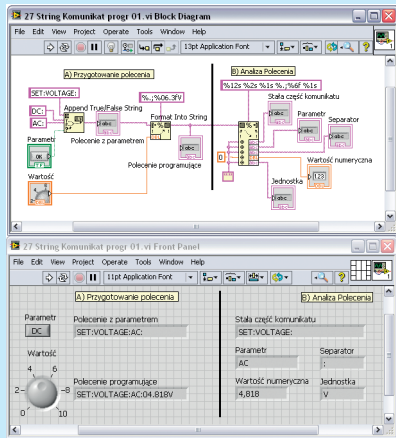 27 String Komunikat progr 01.vi Block Diagram
File Edit View Project Operate Tools Window Help
13pt Application Font
A) Przygotowanie polecenia
B) Analiza Polecenia
SET:VOLTAGE:
%.;%06.3fV
%12s %2s %1s %.;%6f %1s
DC:
AC:
Append True/False String
Format Into String
Stała część komunikatu
abc
Parametr
Separator
Parametr
OK
Polecenie z parametrem
Polecenie programujące
Wartość
Wartość numeryczna
0
1.23
Jednostka
27 String Komunikat progr 01.vi Front Panel
File Edit View Project Operate Tools Window Help
11pt Application Font
A) Przygotowanie polecenia
B) Analiza Polecenia
Parametr
DC
Polecenie z parametrem
SET:VOLTAGE:AC:
Stała część komunikatu
SET:VOLTAGE:
Wartość
Parametr
Separator
AC
:
0 2 4 6 8 10
Polecenie programujące
SET:VOLTAGE:AC:04.818V
Wartość numeryczna
Jednostka
4,818
V